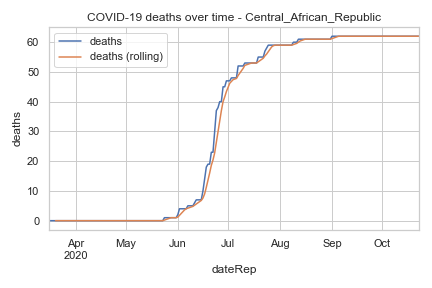 COVID-19 deaths over time - Central_African_Republic
deaths
deaths (rolling)
deaths
60
50
40
30
20
10
0
Apr
2020
May
Jun
Jul
Aug
Sep
Oct
dateRep